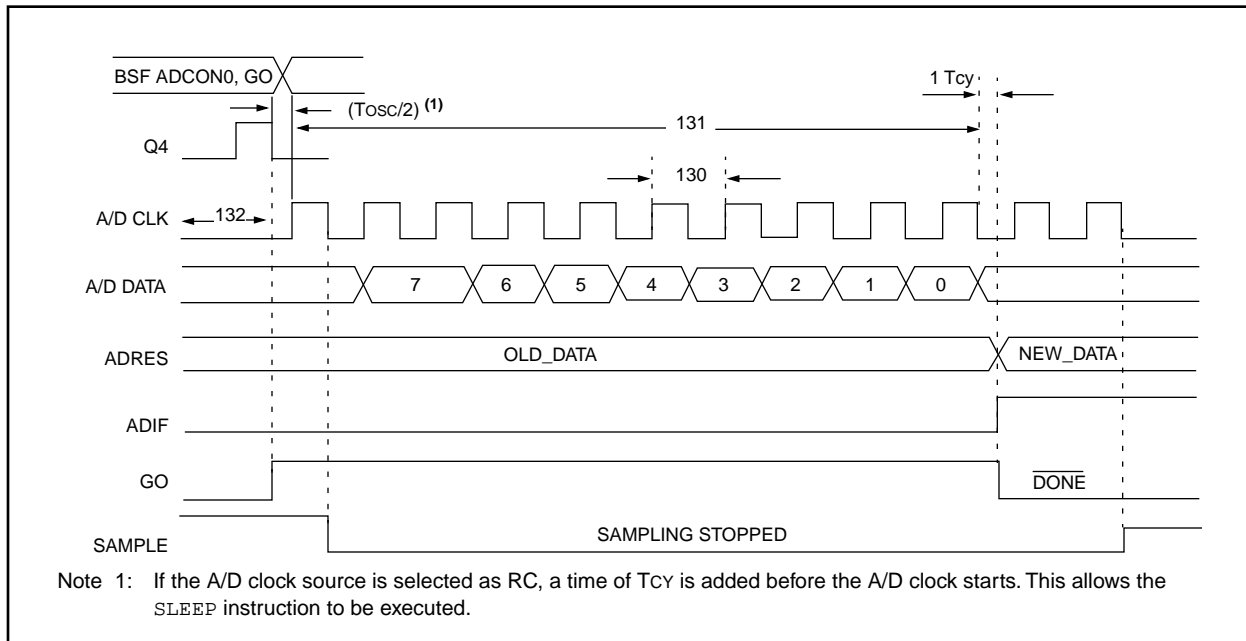 BSF ADCON0, GO
1 TCY
(TOSC/2) (1)
131
Q4
130
A/D CLK
132
A/D DATA
7 6 5 4 3 2 1 0
ADRES
OLD_DATA
NEW_DATA
ADIF
GO
DONE
SAMPLE
SAMPLING STOPPED
Note 1: If the A/D clock source is selected as RC, a time of TCY is added before the A/D clock starts. This allows the
SLEEP instruction to be executed.